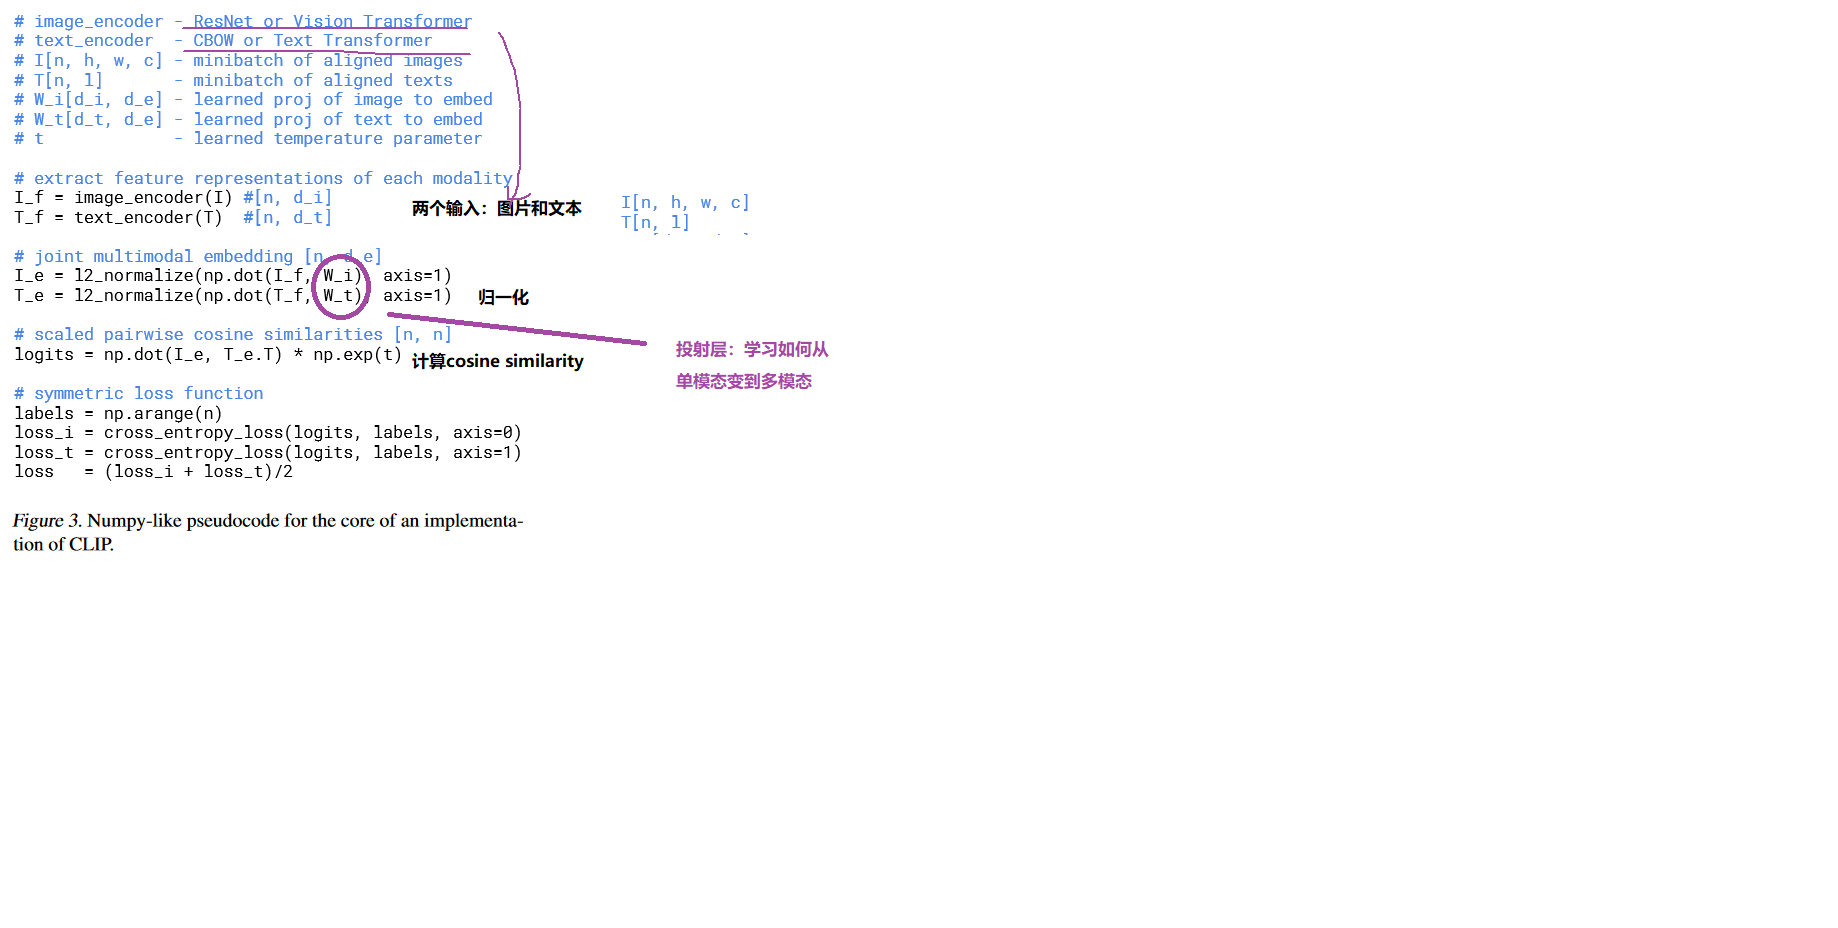 # image_encoder - ResNet or Vision Transformer
# text_encoder  - CBOW or Text Transformer
# I[n, h, w, c] - minibatch of aligned images
# T[n, l]       - minibatch of aligned texts
# W_i[d_i, d_e] - learned proj of image to embed
# W_t[d_t, d_e] - learned proj of text to embed
# t             - learned temperature parameter
# extract feature representations of each modality
I_f = image_encoder(I) #[n, d_i]
T_f = text_encoder(T)  #[n, d_t]
两个输入：图片和文本
I[n, h, w, c]
T[n, l]
# joint multimodal embedding [n, d_e]
I_e = l2_normalize(np.dot(I_f, W_i), axis=1)
T_e = l2_normalize(np.dot(T_f, W_t), axis=1)
归一化
# scaled pairwise cosine similarities [n, n]
logits = np.dot(I_e, T_e.T) * np.exp(t)
计算cosine similarity
投射层：学习如何从
单模态变到多模态
# symmetric loss function
labels = np.arange(n)
loss_i = cross_entropy_loss(logits, labels, axis=0)
loss_t = cross_entropy_loss(logits, labels, axis=1)
loss   = (loss_i + loss_t)/2
Figure 3. Numpy-like pseudocode for the core of an implementa-
tion of CLIP.